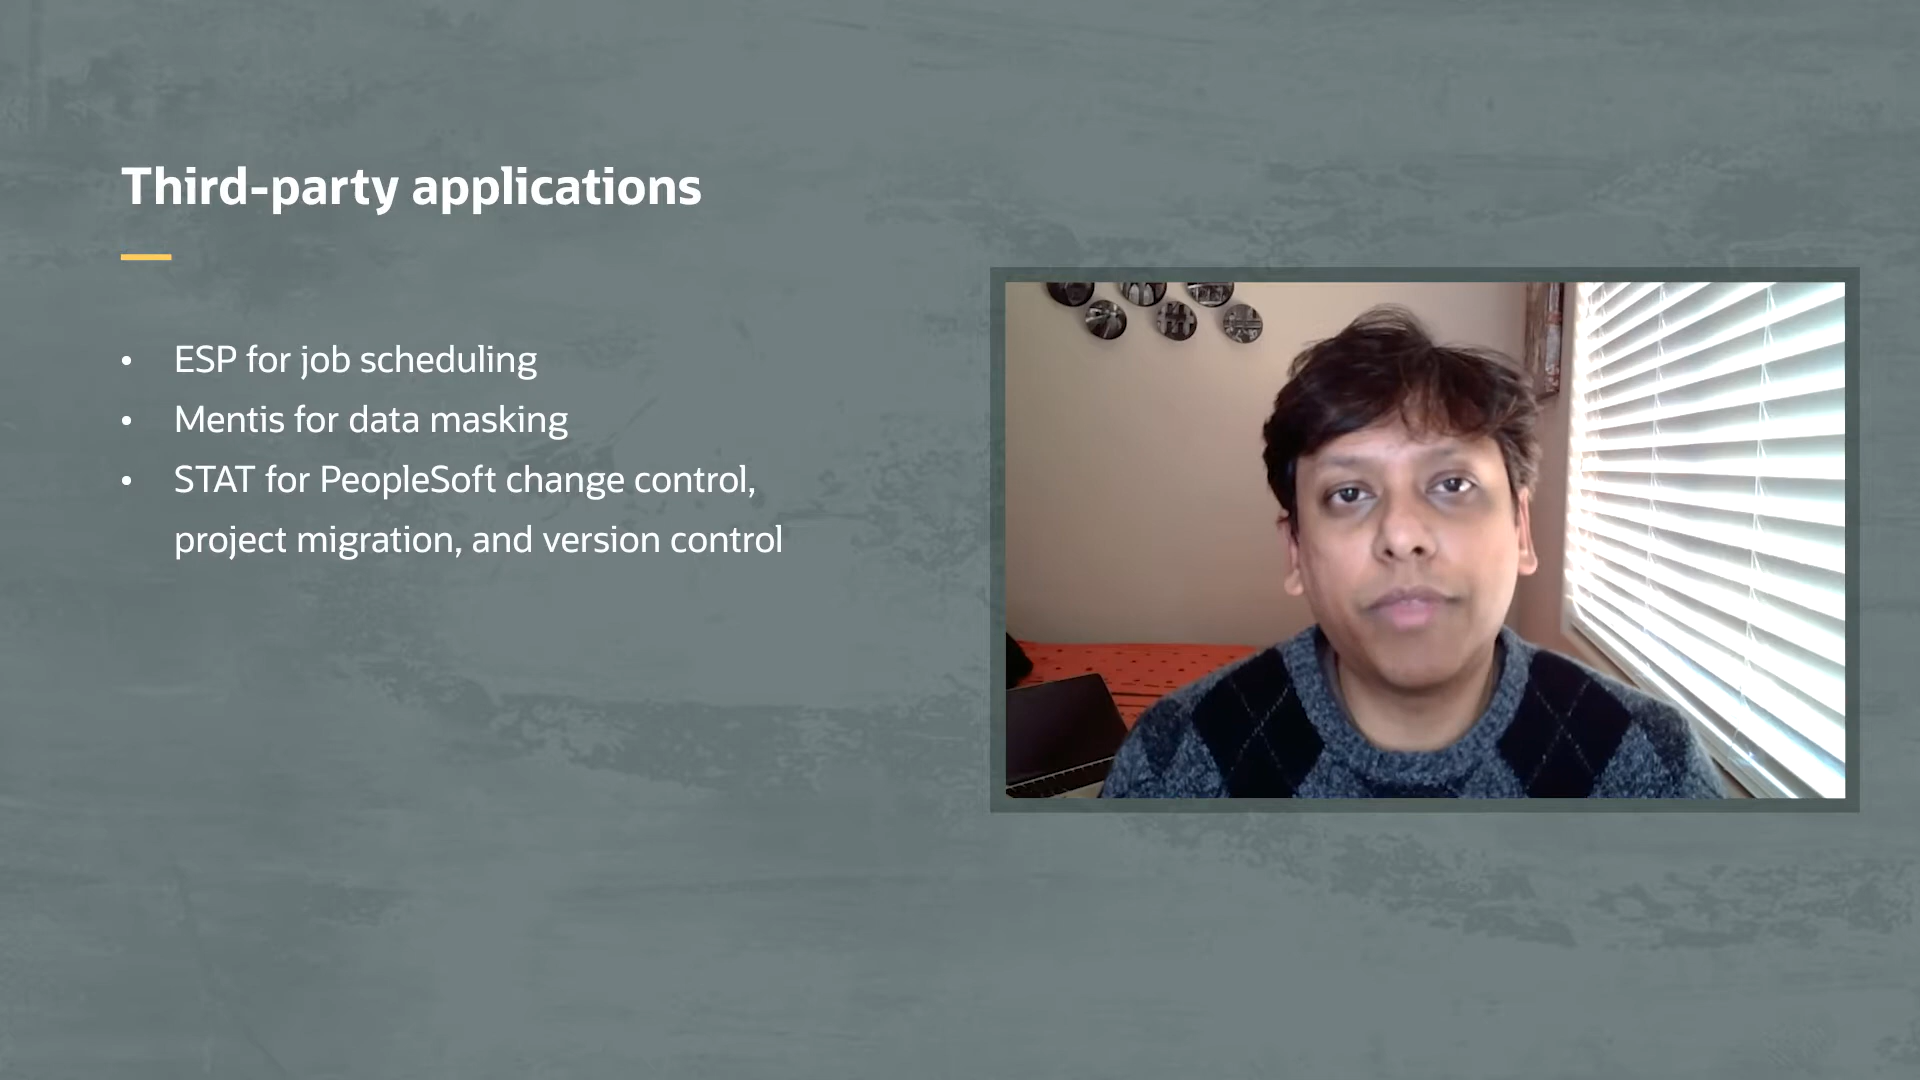 Third-party applications
• ESP for job scheduling
• Mentis for data masking
• STAT for PeopleSoft change control,
project migration, and version control